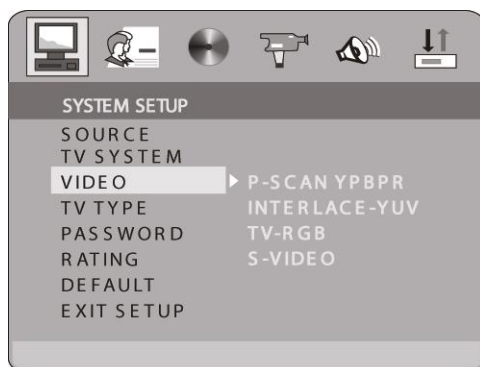 SYSTEM SETUP
SOURCE
TV SYSTEM
VIDEO P-SCAN YPBPR
TV TYPE INTERLACE-YUV
PASSWORD TV-RGB
RATING S-VIDEO
DEFAULT
EXIT SETUP